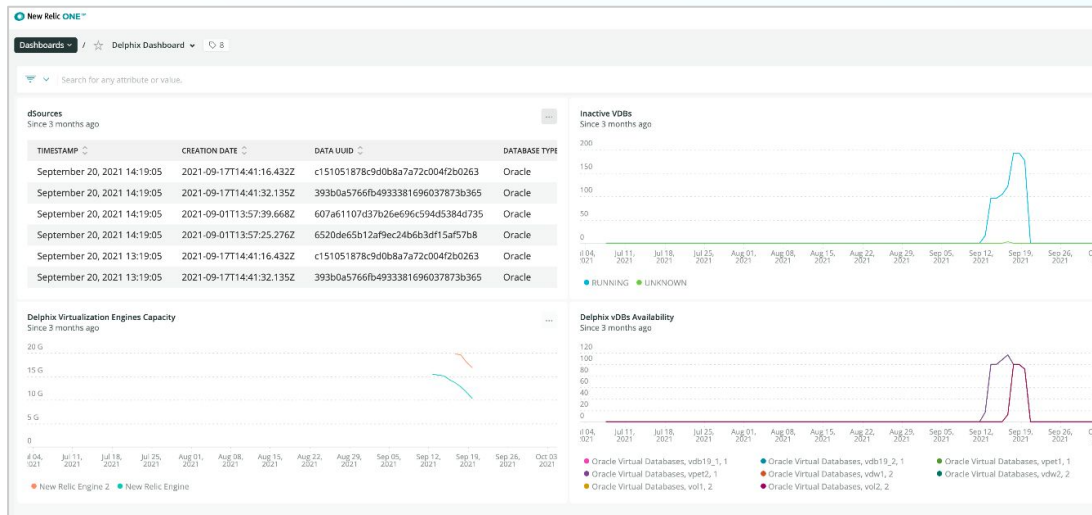 New Relic ONE™
Dashboards / Delphix Dashboard 8
Search for any attribute or value.
dSources
Since 3 months ago
...
TIMESTAMP CREATION DATE DATA UUID DATABASE TYPE
September 20, 2021 14:19:05 2021-09-17T14:41:16.432Z c151051878c9d0b8a7a72c004f2b0263 Oracle
September 20, 2021 14:19:05 2021-09-17T14:41:32.135Z 393b0a5766fb4933381696037873b365 Oracle
September 20, 2021 14:19:05 2021-09-01T13:57:39.668Z 607a61107d37b26e696c594d5384d735 Oracle
September 20, 2021 14:19:05 2021-09-01T13:57:25.276Z 6520de65b12af9ec24b6b3df15af57b8 Oracle
September 20, 2021 13:19:05 2021-09-17T14:41:16.432Z c151051878c9d0b8a7a72c004f2b0263 Oracle
September 20, 2021 13:19:05 2021-09-17T14:41:32.135Z 393b0a5766fb4933381696037873b365 Oracle
Inactive VDBs
Since 3 months ago
200
150
100
50
0
Jul 11, Jul 18, Jul 25, Aug 01, Aug 08, Aug 15, Aug 22, Aug 29, Sep 05, Sep 12, Sep 19, Sep 26,
2021 2021 2021 2021 2021 2021 2021 2021 2021 2021 2021 2021
RUNNING UNKNOWN
Delphix Virtualization Engines Capacity
Since 3 months ago
...
20 G
15 G
10 G
5 G
0
Jul 11, Jul 18, Jul 25, Aug 01, Aug 08, Aug 15, Aug 22, Aug 29, Sep 05, Sep 12, Sep 19, Sep 26, Oct 03
2021 2021 2021 2021 2021 2021 2021 2021 2021 2021 2021 2021 2021
New Relic Engine 2 New Relic Engine
Delphix vDBs Availability
Since 3 months ago
120
100
80
60
40
20
0
Jul 11, Jul 18, Jul 25, Aug 01, Aug 08, Aug 15, Aug 22, Aug 29, Sep 05, Sep 12, Sep 19, Sep 26,
2021 2021 2021 2021 2021 2021 2021 2021 2021 2021 2021 2021
Oracle Virtual Databases, vdb19_1, 1 Oracle Virtual Databases, vdb19_2, 1 Oracle Virtual Databases, vpet1, 1
Oracle Virtual Databases, vpet2, 1 Oracle Virtual Databases, vdw1, 2 Oracle Virtual Databases, vdw2, 2
Oracle Virtual Databases, vol1, 2 Oracle Virtual Databases, vol2, 2